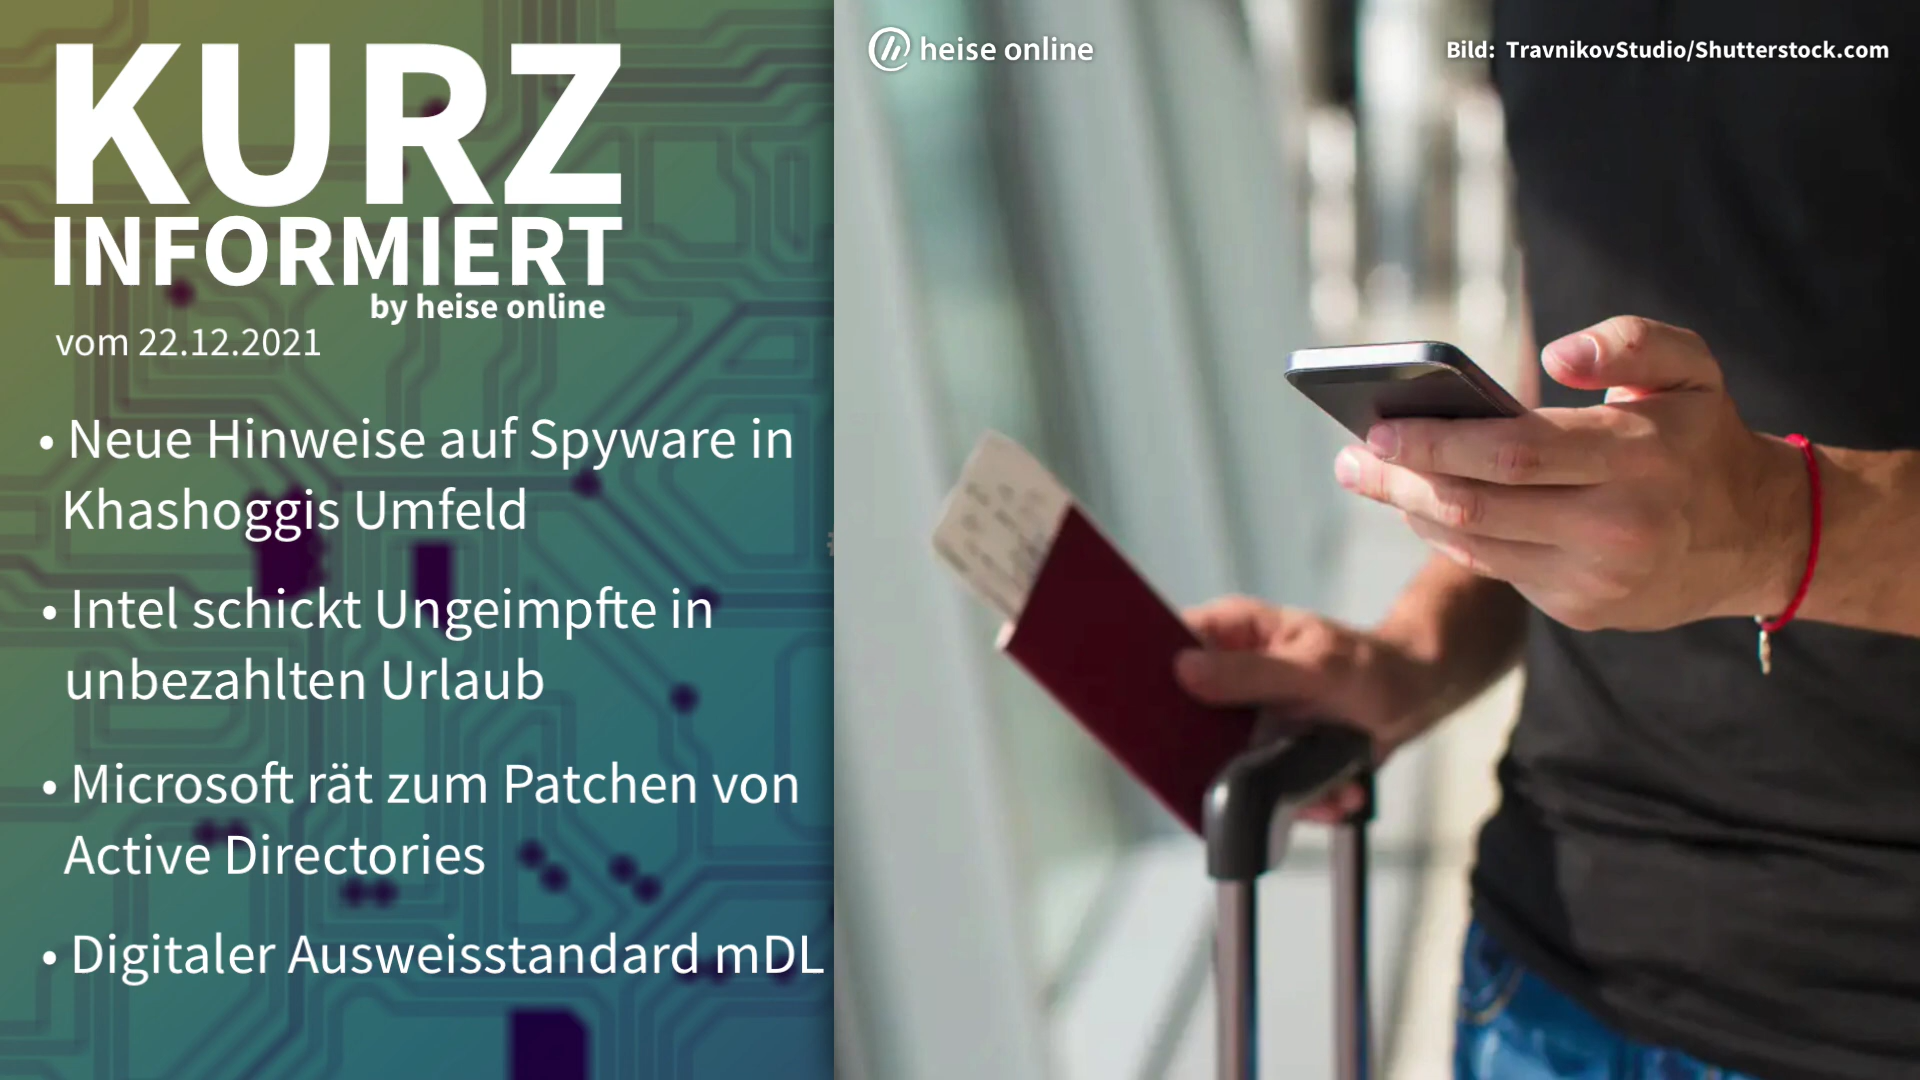 KURZ
INFORMIERT
by heise online
vom 22.12.2021
• Neue Hinweise auf Spyware in
Khashoggis Umfeld
• Intel schickt Ungeimpfte in
unbezahlten Urlaub
• Microsoft rät zum Patchen von
Active Directories
• Digitaler Ausweisstandard mDL
heise online
Bild: TravnikovStudio/Shutterstock.com